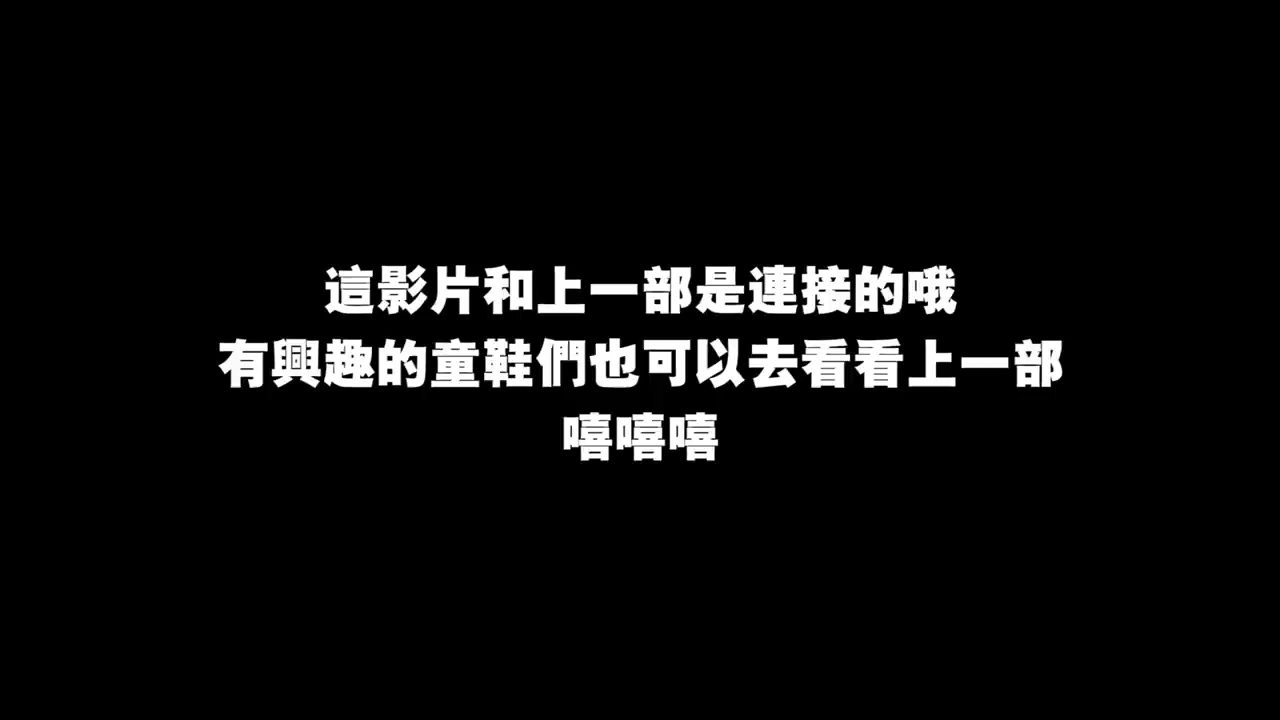 這影片和上一部是連接的哦
有興趣的童鞋們也可以去看看上一部
嘻嘻嘻